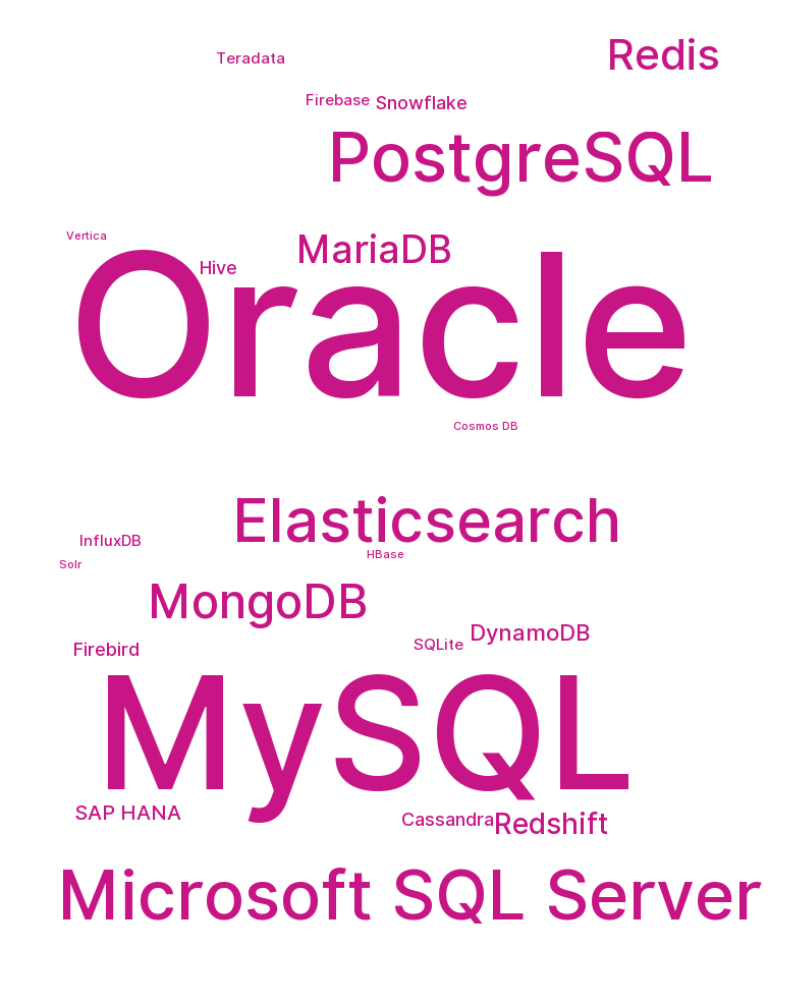 Redis
Teradata
Firebase Snowflake
PostgreSQL
Vertica
MariaDB
Hive
Oracle
Cosmos DB
Elasticsearch
InfluxDB
HBase
Solr
MongoDB
DynamoDB
SQLite
Firebird
MySQL
SAP HANA
Cassandra Redshift
Microsoft SQL Server